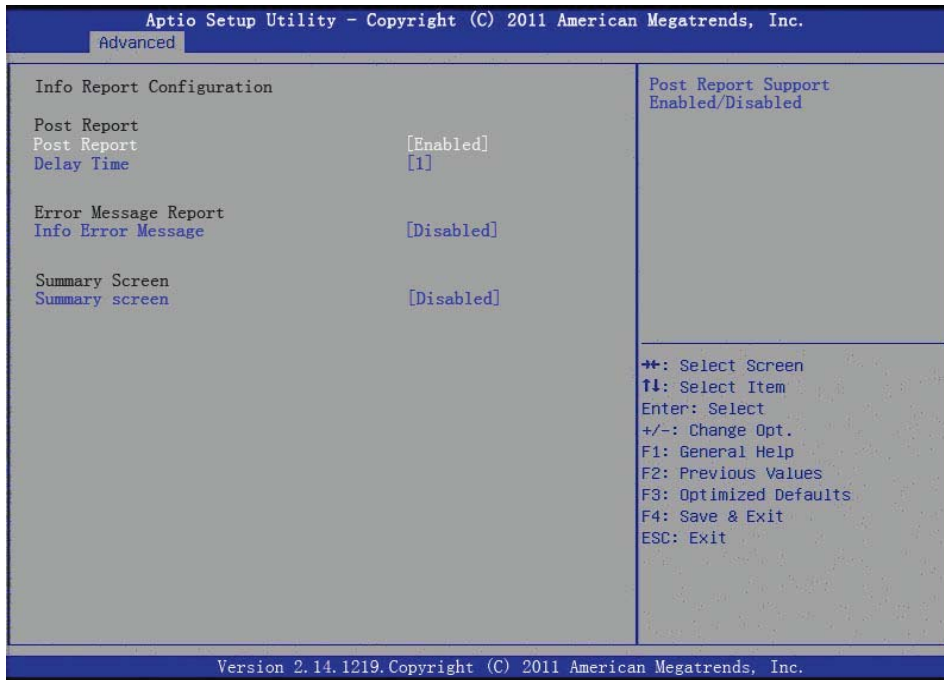 Aptio Setup Utility - Copyright (C) 2011 American Megatrends, Inc.
Advanced
Info Report Configuration
Post Report
Post Report [Enabled]
Delay Time [1]
Error Message Report
Info Error Message [Disabled]
Summary Screen
Summary screen [Disabled]
Post Report Support
Enabled/Disabled
→←: Select Screen
↑↓: Select Item
Enter: Select
+/-: Change Opt.
F1: General Help
F2: Previous Values
F3: Optimized Defaults
F4: Save & Exit
ESC: Exit
Version 2.14.1219.Copyright (C) 2011 American Megatrends, Inc.